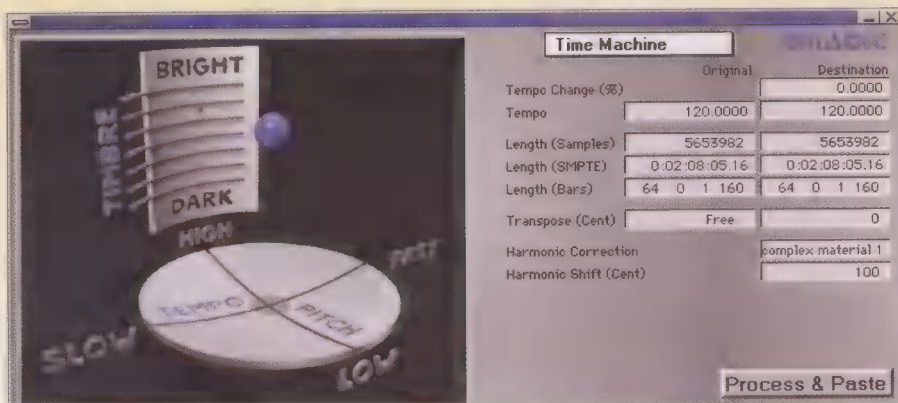 BRIGHT
TIMBRE
DARK
HIGH
FAST
TEMPO
PITCH
SLOW
LOW
Time Machine
Original Destination
Tempo Change (%) 0.0000
Tempo 120.0000 120.0000
Length (Samples) 5653982 5653982
Length (SMPTE) 0:02:08:05.16 0:02:08:05.16
Length (Bars) 64 0 1 160 64 0 1 160
Transpose (Cent) Free 0
Harmonic Correction complex material 1
Harmonic Shift (Cent) 100
Process & Paste